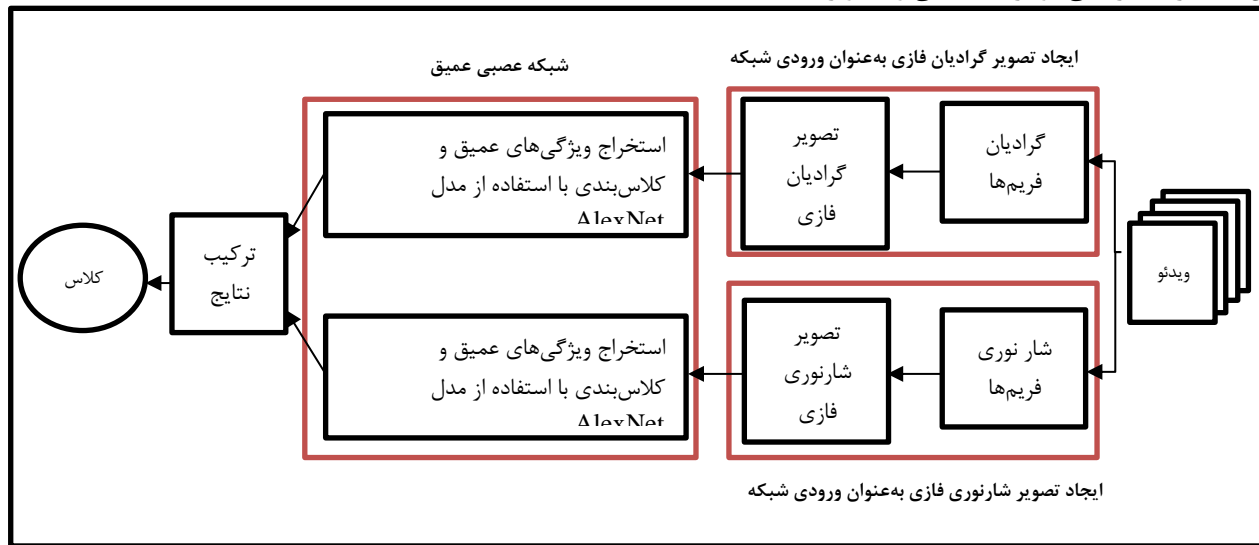 ایجاد تصویر گرادیان فازی به‌عنوان ورودی شبکه
شبکه عصبی عمیق
ویدئو
گرادیان
فریم‌ها
تصویر
گرادیان
فازی
استخراج ویژگی‌های عمیق و
کلاس‌بندی با استفاده از مدل
AlexNet
شار نوری
فریم‌ها
تصویر
شارنوری
فازی
استخراج ویژگی‌های عمیق و
کلاس‌بندی با استفاده از مدل
AlexNet
ترکیب
نتایج
کلاس
ایجاد تصویر شارنوری فازی به‌عنوان ورودی شبکه